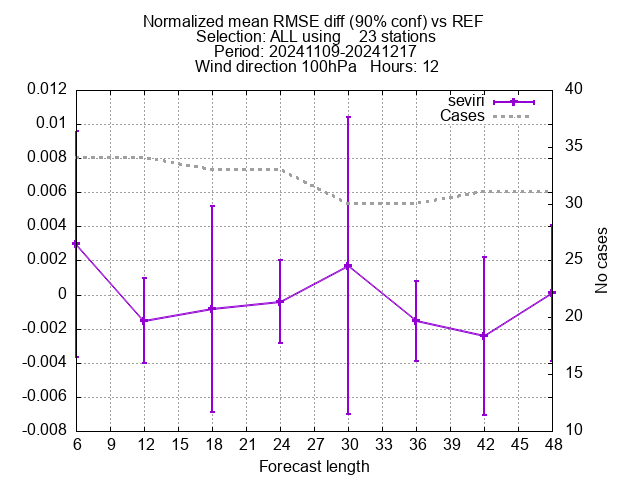 Normalized mean RMSE diff (90% conf) vs REF
Selection: ALL using    23 stations
Period: 20241109-20241217
Wind direction 100hPa   Hours: 12
0.012
0.01
0.008
0.006
0.004
0.002
0
-0.002
-0.004
-0.006
-0.008
seviri
Cases
40
35
30
25
20
15
10
No cases
6 9 12 15 18 21 24 27 30 33 36 39 42 45 48
Forecast length